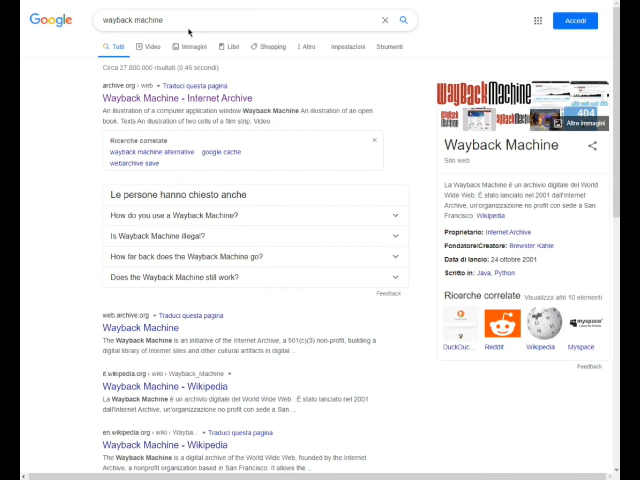 Google
wayback machine
Accedi
Tutti
Video
Immagini
Libri
Shopping
Altro
Impostazioni
Strumenti
Circa 27.800.000 risultati (0,45 secondi)
archive.org › web
Traduci questa pagina
Wayback Machine - Internet Archive
An illustration of a computer application window Wayback Machine An illustration of an open
book. Texts An illustration of two cells of a film strip. Video
Ricerche correlate
wayback machine alternative
google cache
webarchive save
Le persone hanno chiesto anche
How do you use a Wayback Machine?
Is Wayback Machine illegal?
How far back does the Wayback Machine go?
Does the Wayback Machine still work?
Feedback
web.archive.org
Traduci questa pagina
Wayback Machine
The Wayback Machine is an initiative of the Internet Archive, a 501(c)(3) non-profit, building a
digital library of Internet sites and other cultural artifacts in digital ...
it.wikipedia.org › wiki › Wayback_Machine
Wayback Machine - Wikipedia
La Wayback Machine è un archivio digitale del World Wide Web. È stato lanciato nel 2001
dall'Internet Archive, un'organizzazione no profit con sede a San ...
en.wikipedia.org › wiki › Wayba...
Traduci questa pagina
Wayback Machine - Wikipedia
The Wayback Machine is a digital archive of the World Wide Web, founded by the Internet
Archive, a nonprofit organization based in San Francisco. It allows the ...
WayBackMachine
404
Altre immagini
Wayback Machine
Sito web
La Wayback Machine è un archivio digitale del World
Wide Web. È stato lanciato nel 2001 dall'Internet
Archive, un'organizzazione no profit con sede a San
Francisco. Wikipedia
Proprietario: Internet Archive
Fondatore/Creatore: Brewster Kahle
Data di lancio: 24 ottobre 2001
Scritto in: Java, Python
Ricerche correlate
Visualizza altri 10 elementi
myspace
DuckDuc...
Reddit
Wikipedia
Myspace
Feedback